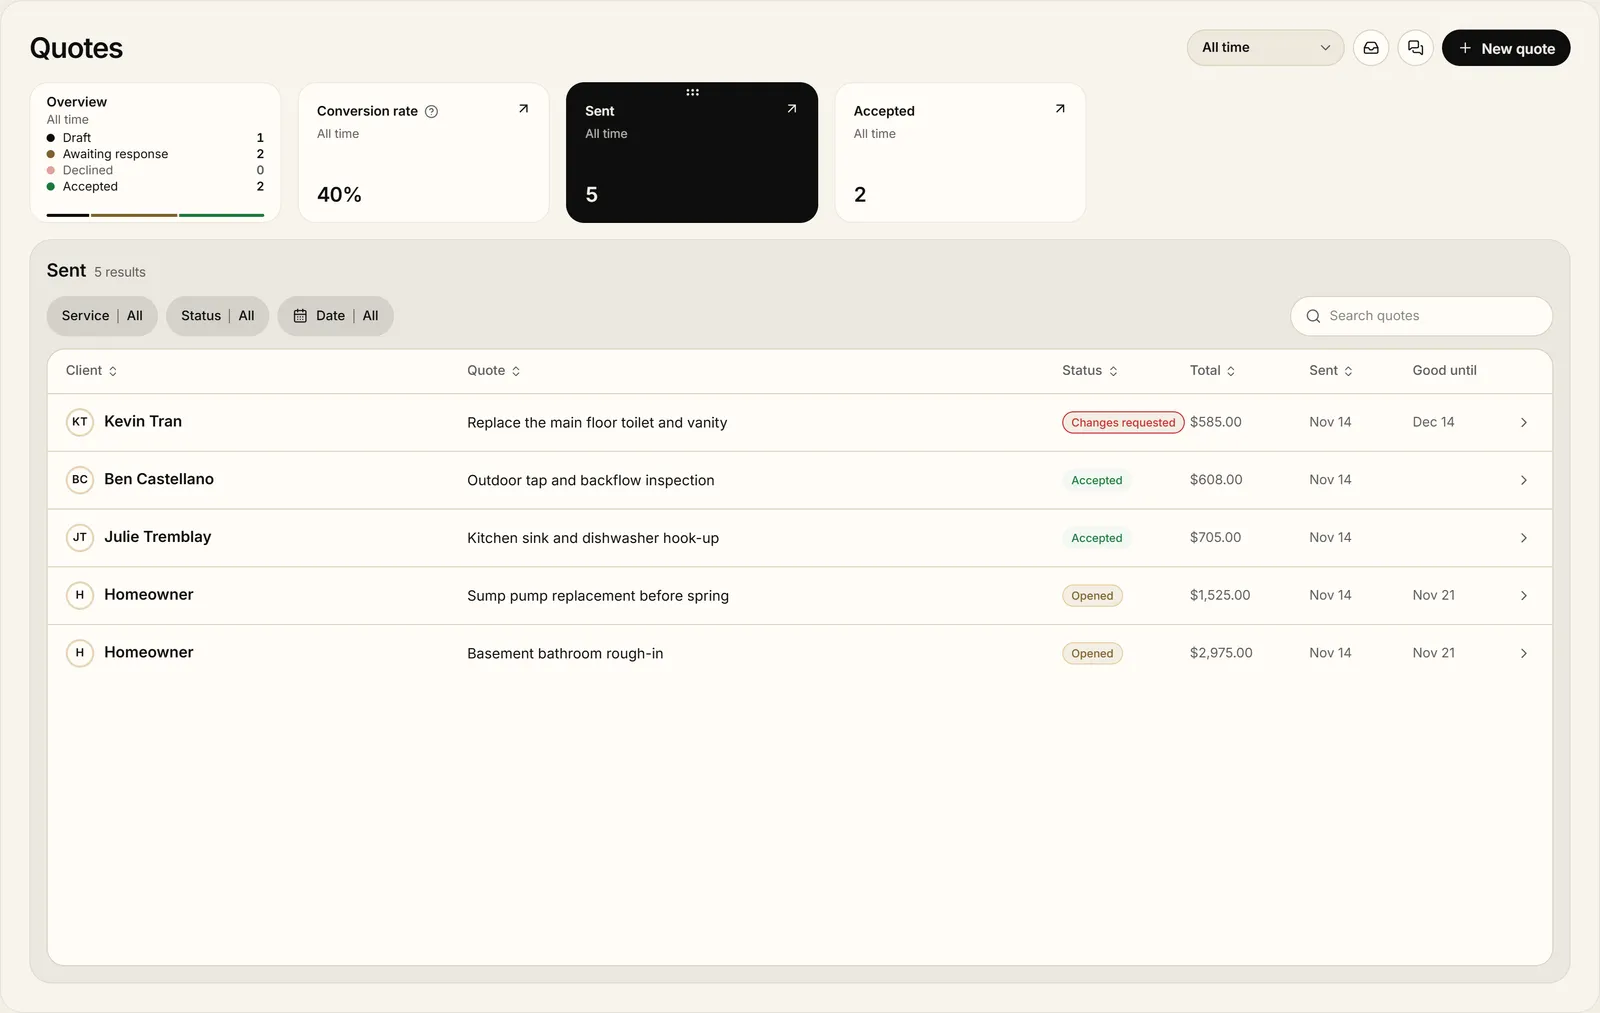 Quotes
All time
New quote
Overview
All time
Draft 1
Awaiting response 2
Declined 0
Accepted 2
Conversion rate ?
All time
40%
Sent
All time
5
Accepted
All time
2
Sent 5 results
Service | All
Status | All
Date | All
Search quotes
Client Quote Status Total Sent Good until
KT Kevin Tran Replace the main floor toilet and vanity Changes requested $585.00 Nov 14 Dec 14
BC Ben Castellano Outdoor tap and backflow inspection Accepted $608.00 Nov 14
JT Julie Tremblay Kitchen sink and dishwasher hook-up Accepted $705.00 Nov 14
H Homeowner Sump pump replacement before spring Opened $1,525.00 Nov 14 Nov 21
H Homeowner Basement bathroom rough-in Opened $2,975.00 Nov 14 Nov 21